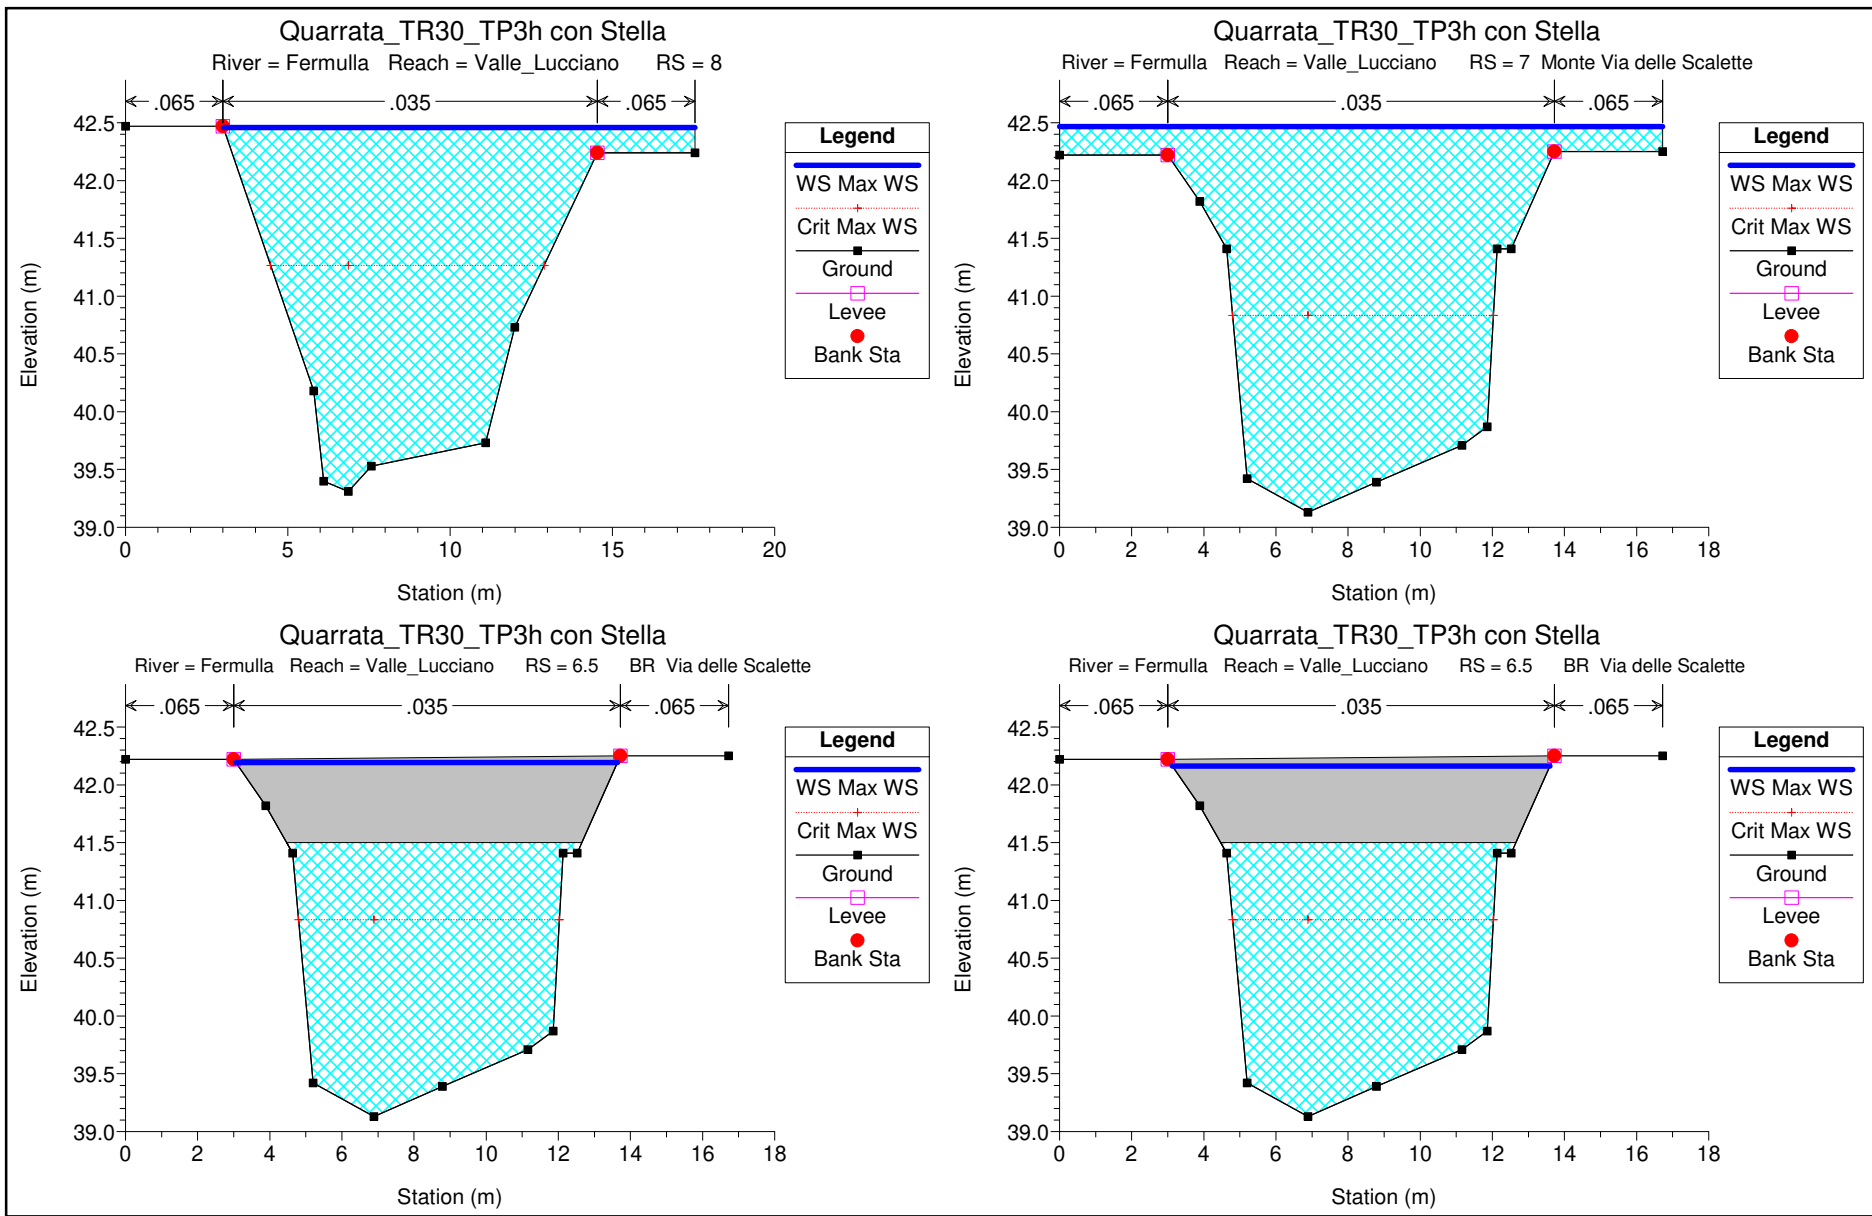 Quarrata_TR30_TP3h con Stella
River = Fermulla Reach = Valle_Lucciano RS = 8
.065 .035 .065
42.5
42.0
41.5
41.0
40.5
40.0
39.5
39.0
Elevation (m)
0 5 10 15 20
Station (m)
Legend
WS Max WS
Crit Max WS
Ground
Levee
Bank Sta
Quarrata_TR30_TP3h con Stella
River = Fermulla Reach = Valle_Lucciano RS = 7 Monte Via delle Scalette
.065 .035 .065
42.5
42.0
41.5
41.0
40.5
40.0
39.5
39.0
Elevation (m)
0 2 4 6 8 10 12 14 16 18
Station (m)
Legend
WS Max WS
Crit Max WS
Ground
Levee
Bank Sta
Quarrata_TR30_TP3h con Stella
River = Fermulla Reach = Valle_Lucciano RS = 6.5 BR Via delle Scalette
.065 .035 .065
42.5
42.0
41.5
41.0
40.5
40.0
39.5
39.0
Elevation (m)
0 2 4 6 8 10 12 14 16 18
Station (m)
Legend
WS Max WS
Crit Max WS
Ground
Levee
Bank Sta
Quarrata_TR30_TP3h con Stella
River = Fermulla Reach = Valle_Lucciano RS = 6.5 BR Via delle Scalette
.065 .035 .065
42.5
42.0
41.5
41.0
40.5
40.0
39.5
39.0
Elevation (m)
0 2 4 6 8 10 12 14 16 18
Station (m)
Legend
WS Max WS
Crit Max WS
Ground
Levee
Bank Sta